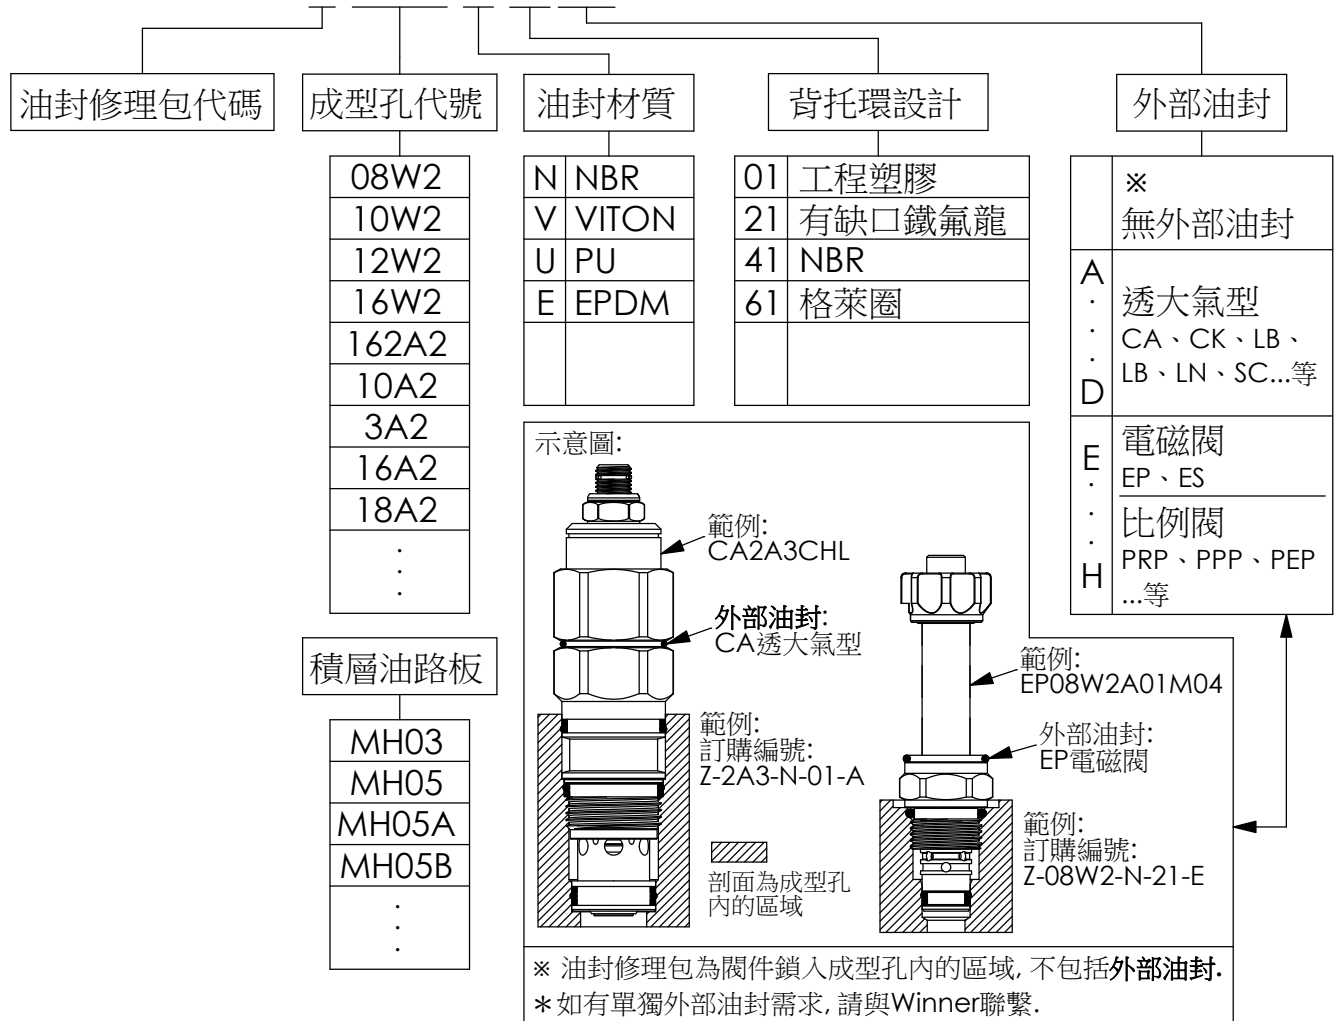 油封修理包代碼
成型孔代號
油封材質
背托環設計
外部油封
08W2
10W2
12W2
16W2
162A2
10A2
3A2
16A2
18A2
.
.
.
積層油路板
MH03
MH05
MH05A
MH05B
.
.
.
N NBR
V VITON
U PU
E EPDM
01 工程塑膠
21 有缺口鐵氟龍
41 NBR
61 格萊圈
※
無外部油封
A
.
.
.
D
透大氣型
CA、CK、LB、
LB、LN、SC...等
E
.
.
.
H
電磁閥
EP、ES
比例閥
PRP、PPP、PEP
...等
示意圖:
範例:
CA2A3CHL
外部油封:
CA透大氣型
範例:
訂購編號:
Z-2A3-N-01-A
剖面為成型孔
內的區域
範例:
EP08W2A01M04
外部油封:
EP電磁閥
範例:
訂購編號:
Z-08W2-N-21-E
※ 油封修理包為閥件鎖入成型孔內的區域, 不包括外部油封.
＊如有單獨外部油封需求, 請與Winner聯繫.